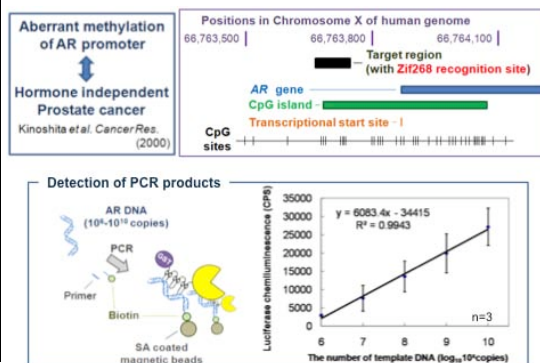 Aberrant methylation
of AR promoter
Hormone independent
Prostate cancer
Kinoshita et al. Cancer Res.
(2000)
Positions in Chromosome X of human genome
66,763,500
66,763,800
66,764,100
Target region
(with Zif268 recognition site)
AR gene
CpG island
Transcriptional start site
CpG
sites
Detection of PCR products
AR DNA
(10⁶-10¹⁰ copies)
PCR
Primer
GST
Biotin
SA coated
magnetic beads
Luciferase chemiluminescence (CPS)
35000
30000
25000
20000
15000
10000
5000
0
y = 6083.4x - 34415
R² = 0.9943
n=3
6 7 8 9 10
The number of template DNA (log₁₀ copies)